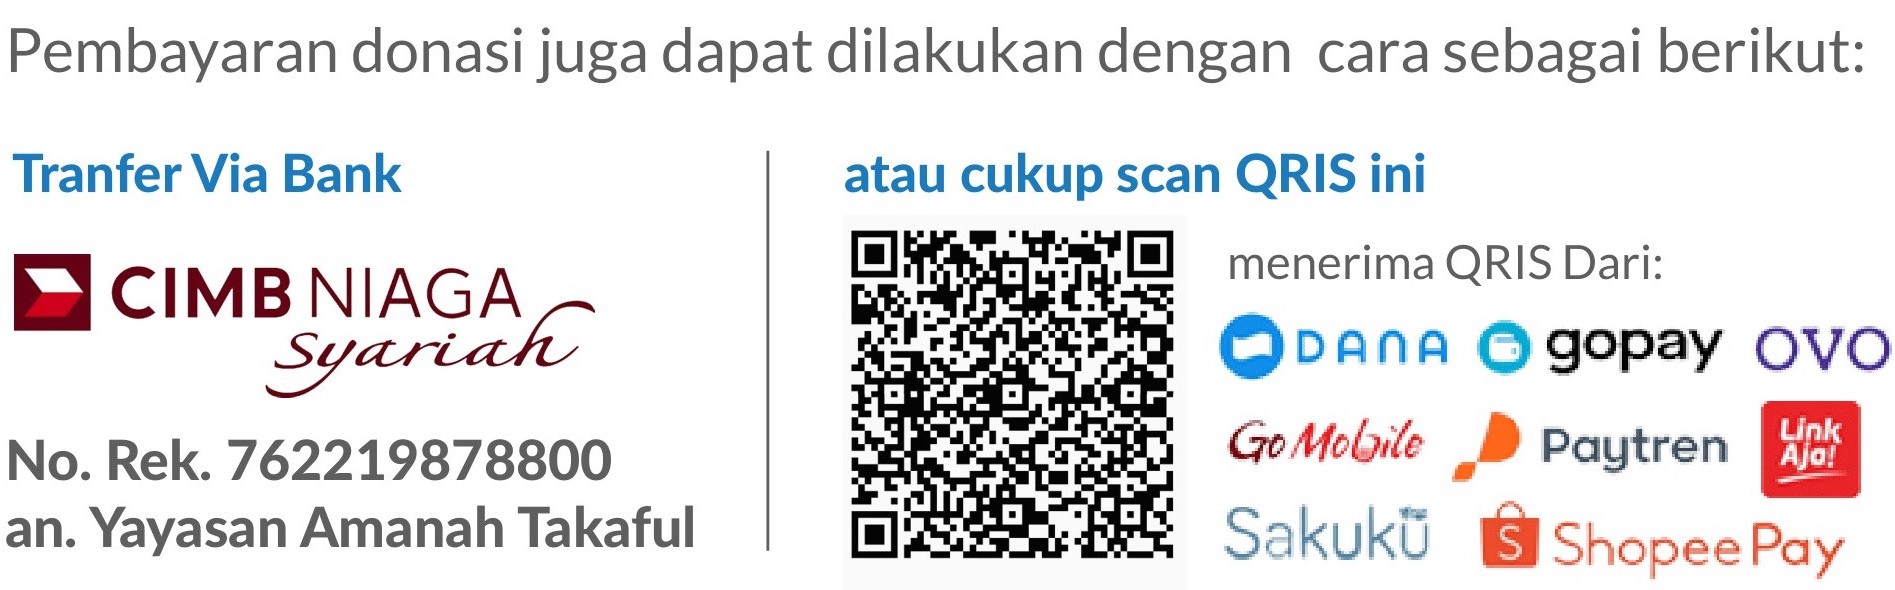 Pembayaran donasi juga dapat dilakukan dengan cara sebagai berikut:
Tranfer Via Bank
CIMB NIAGA
syariah
No. Rek. 762219878800
an. Yayasan Amanah Takaful
atau cukup scan QRIS ini
menerima QRIS Dari:
DANA gopay OVO
Go Mobile Paytren Link Aja!
Sakuku ShopeePay